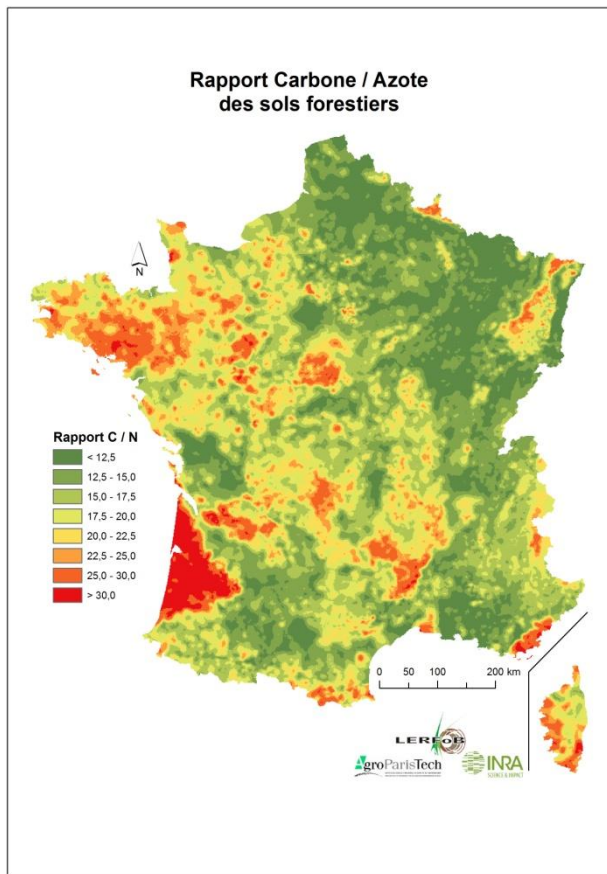 Rapport Carbone / Azote
des sols forestiers
N
Rapport C / N
< 12,5
12,5 - 15,0
15,0 - 17,5
17,5 - 20,0
20,0 - 22,5
22,5 - 25,0
25,0 - 30,0
> 30,0
0 50 100 200 km
LERFoB
AgroParisTech
INRA
SCIENCE & IMPACT